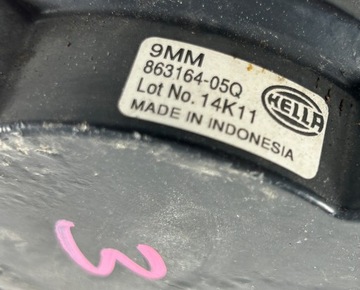 9MM
863164-05Q
Lot No. 14K11
HELLA
MADE IN INDONESIA
3